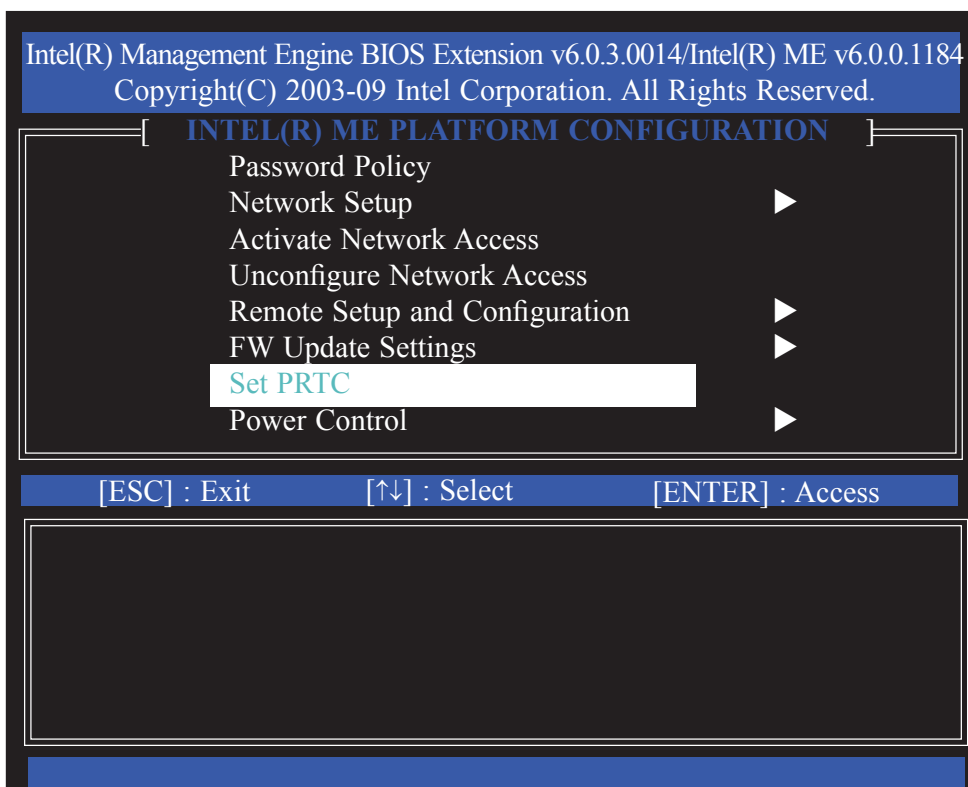 Intel(R) Management Engine BIOS Extension v6.0.3.0014/Intel(R) ME v6.0.0.1184
Copyright(C) 2003-09 Intel Corporation. All Rights Reserved.
[ INTEL(R) ME PLATFORM CONFIGURATION ]
Password Policy
Network Setup ▶
Activate Network Access
Unconfigure Network Access
Remote Setup and Configuration ▶
FW Update Settings ▶
Set PRTC
Power Control ▶
[ESC] : Exit [↑↓] : Select [ENTER] : Access